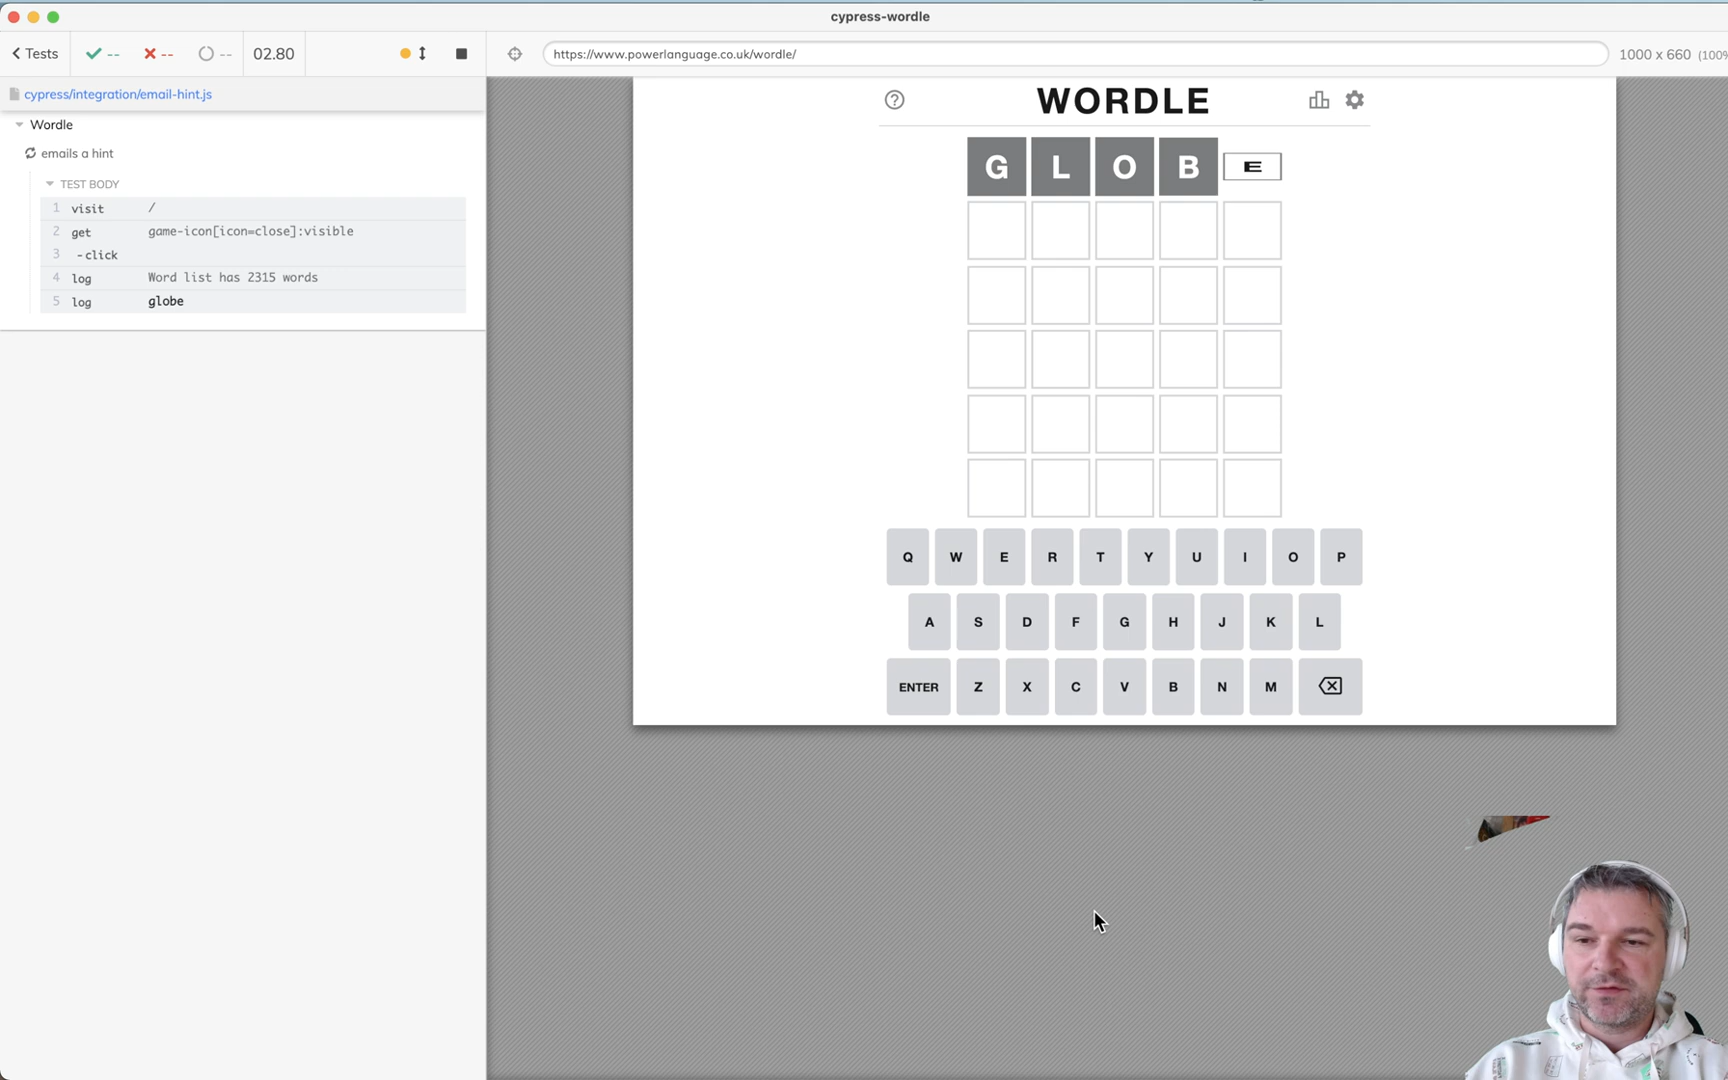 cypress-wordle
Tests
--
--
--
02.80
https://www.powerlanguage.co.uk/wordle/
1000 x 660 (100%
cypress/integration/email-hint.js
Wordle
emails a hint
TEST BODY
1 visit /
2 get game-icon[icon=close]:visible
3 -click
4 log Word list has 2315 words
5 log globe
?
WORDLE
G L O B E
Q W E R T Y U I O P
A S D F G H J K L
ENTER Z X C V B N M